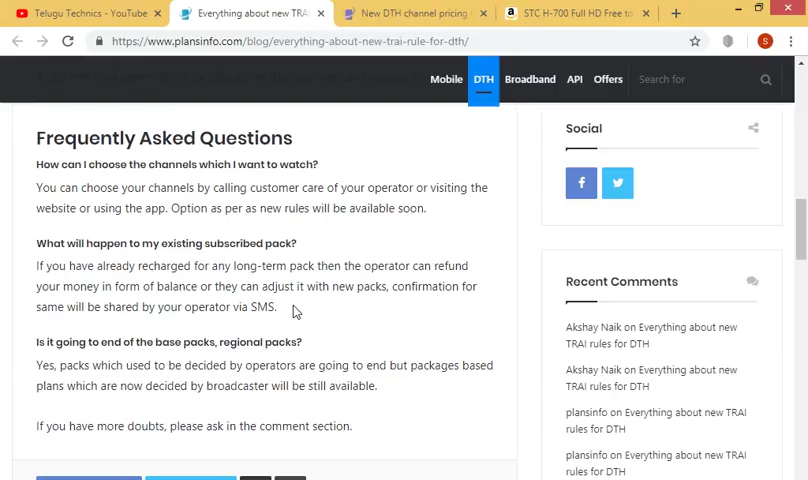 Telugu Technics - YouTube
Everything about new TRA
New DTH channel pricing
STC H-700 Full HD Free to
S
https://www.plansinfo.com/blog/everything-about-new-trai-rule-for-dth/
Mobile DTH Broadband API Offers Search for
Frequently Asked Questions
How can I choose the channels which I want to watch?
You can choose your channels by calling customer care of your operator or visiting the
website or using the app. Option as per as new rules will be available soon.
What will happen to my existing subscribed pack?
If you have already recharged for any long-term pack then the operator can refund
your money in form of balance or they can adjust it with new packs, confirmation for
same will be shared by your operator via SMS.
Is it going to end of the base packs, regional packs?
Yes, packs which used to be decided by operators are going to end but packages based
plans which are now decided by broadcaster will be still available.
If you have more doubts, please ask in the comment section.
Social
Recent Comments
Akshay Naik on Everything about new
TRAI rules for DTH
Akshay Naik on Everything about new
TRAI rules for DTH
plansinfo on Everything about new TRAI
rules for DTH
plansinfo on Everything about new TRAI
rules for DTH